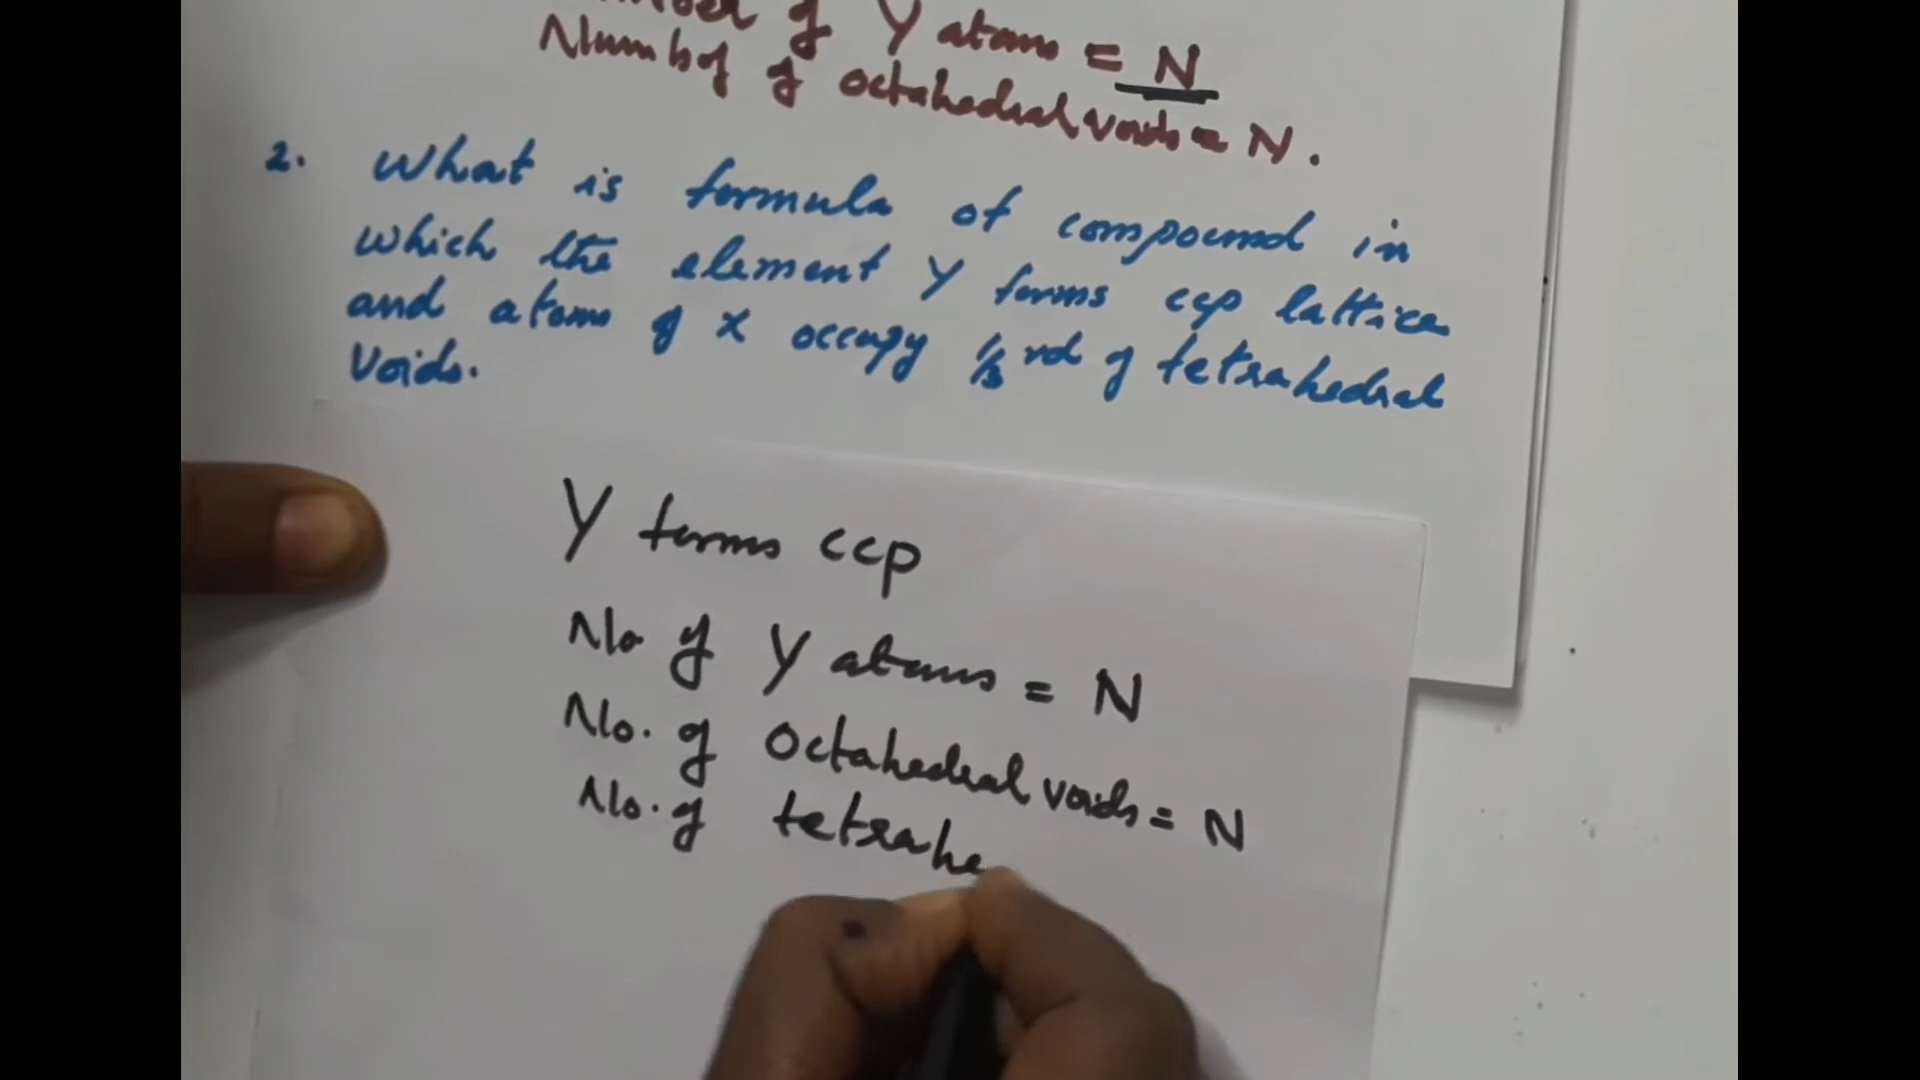 of Y atoms = N
Number of octahedral voids = N.
2. What is formula of compound in
which the element Y forms ccp lattice
and atoms of x occupy 1/3 rd of tetrahedral
voids.
Y forms ccp
No of Y atoms = N
No. of octahedral voids = N
No. of tetrahe